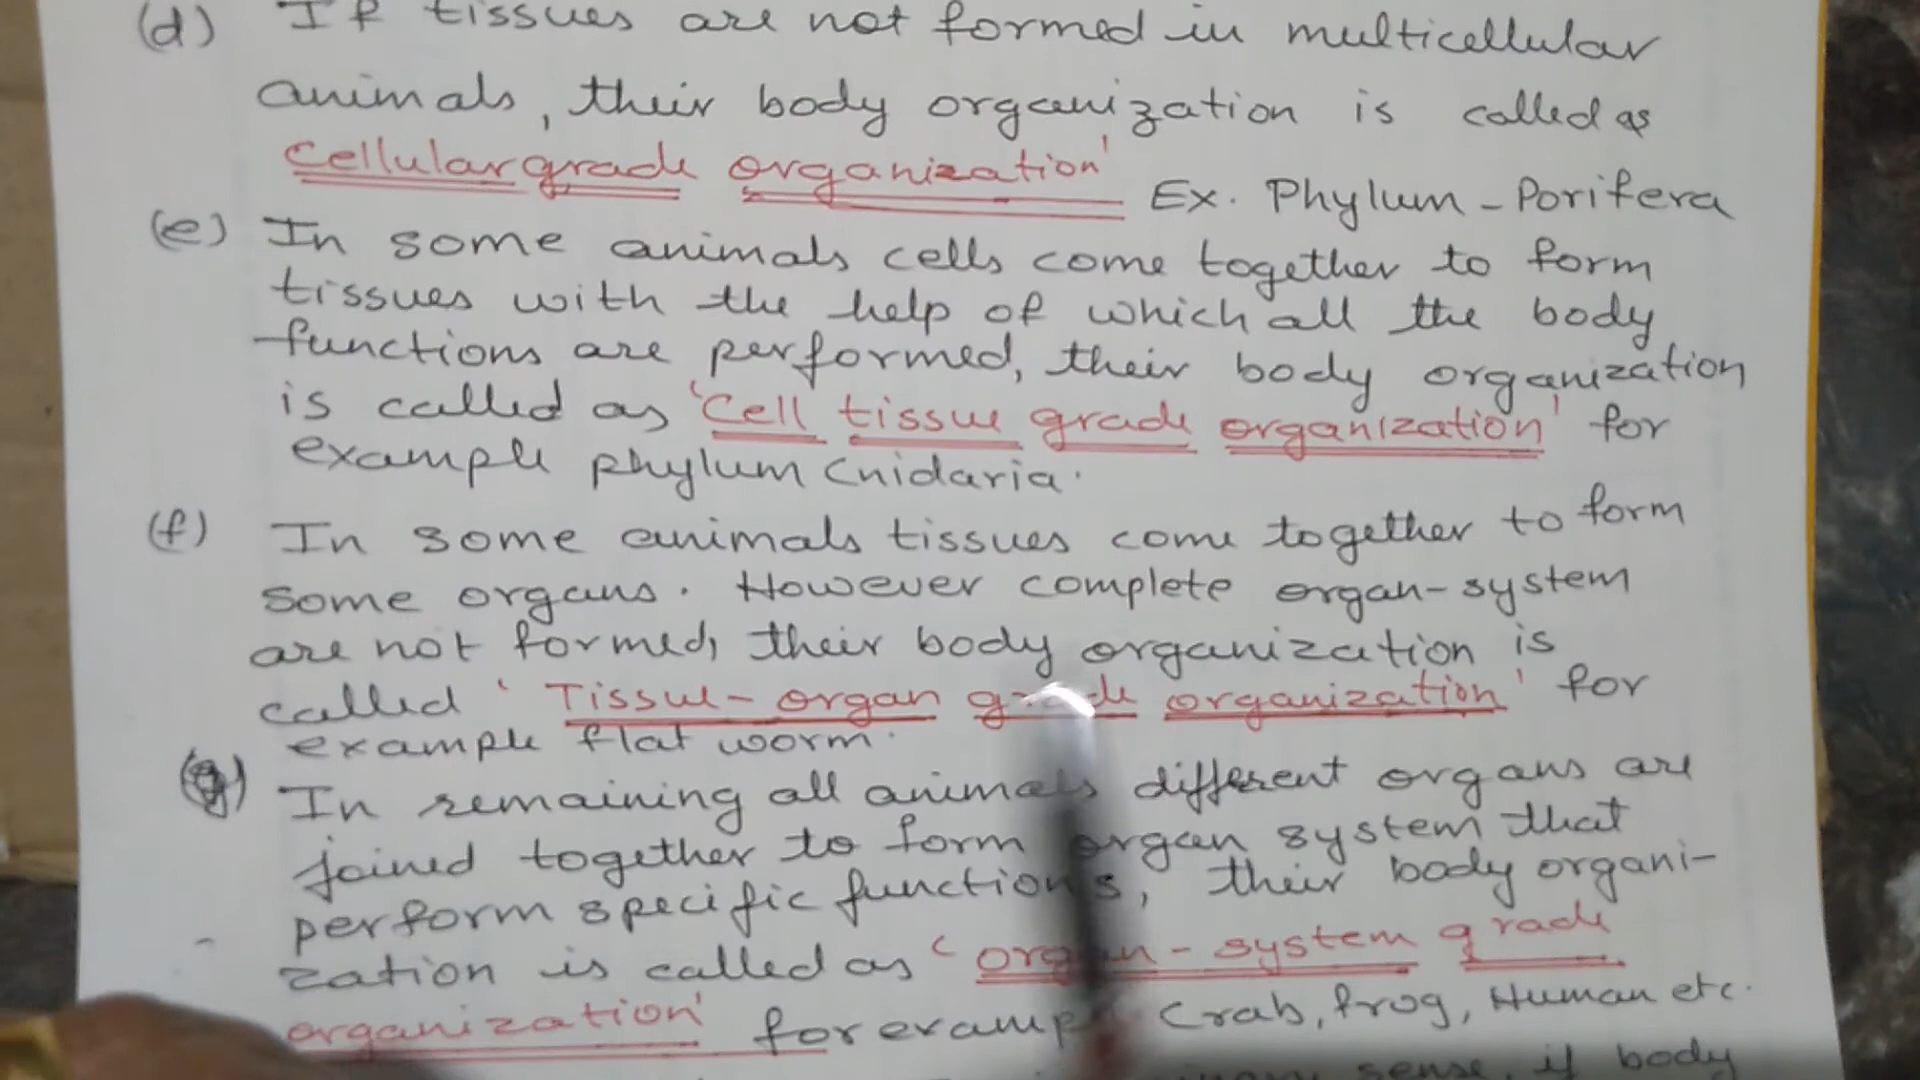 (d) If tissues are not formed in multicellular
animals, their body organization is called as
Cellular grade organization' Ex. Phylum - Porifera
(e) In some animals cells come together to form
tissues with the help of which all the body
functions are performed, their body organization
is called as 'Cell tissue grade organization' for
example phylum Cnidaria.
(f) In some animals tissues come together to form
some organs. However complete organ-system
are not formed, their body organization is
called 'Tissue-organ grade organization' for
example flat worm.
(g) In remaining all animals different organs are
joined together to form organ system that
perform specific functions, their body organi-
zation is called as 'organ-system grade
organization' for example Crab, frog, Human etc.
sense, if body